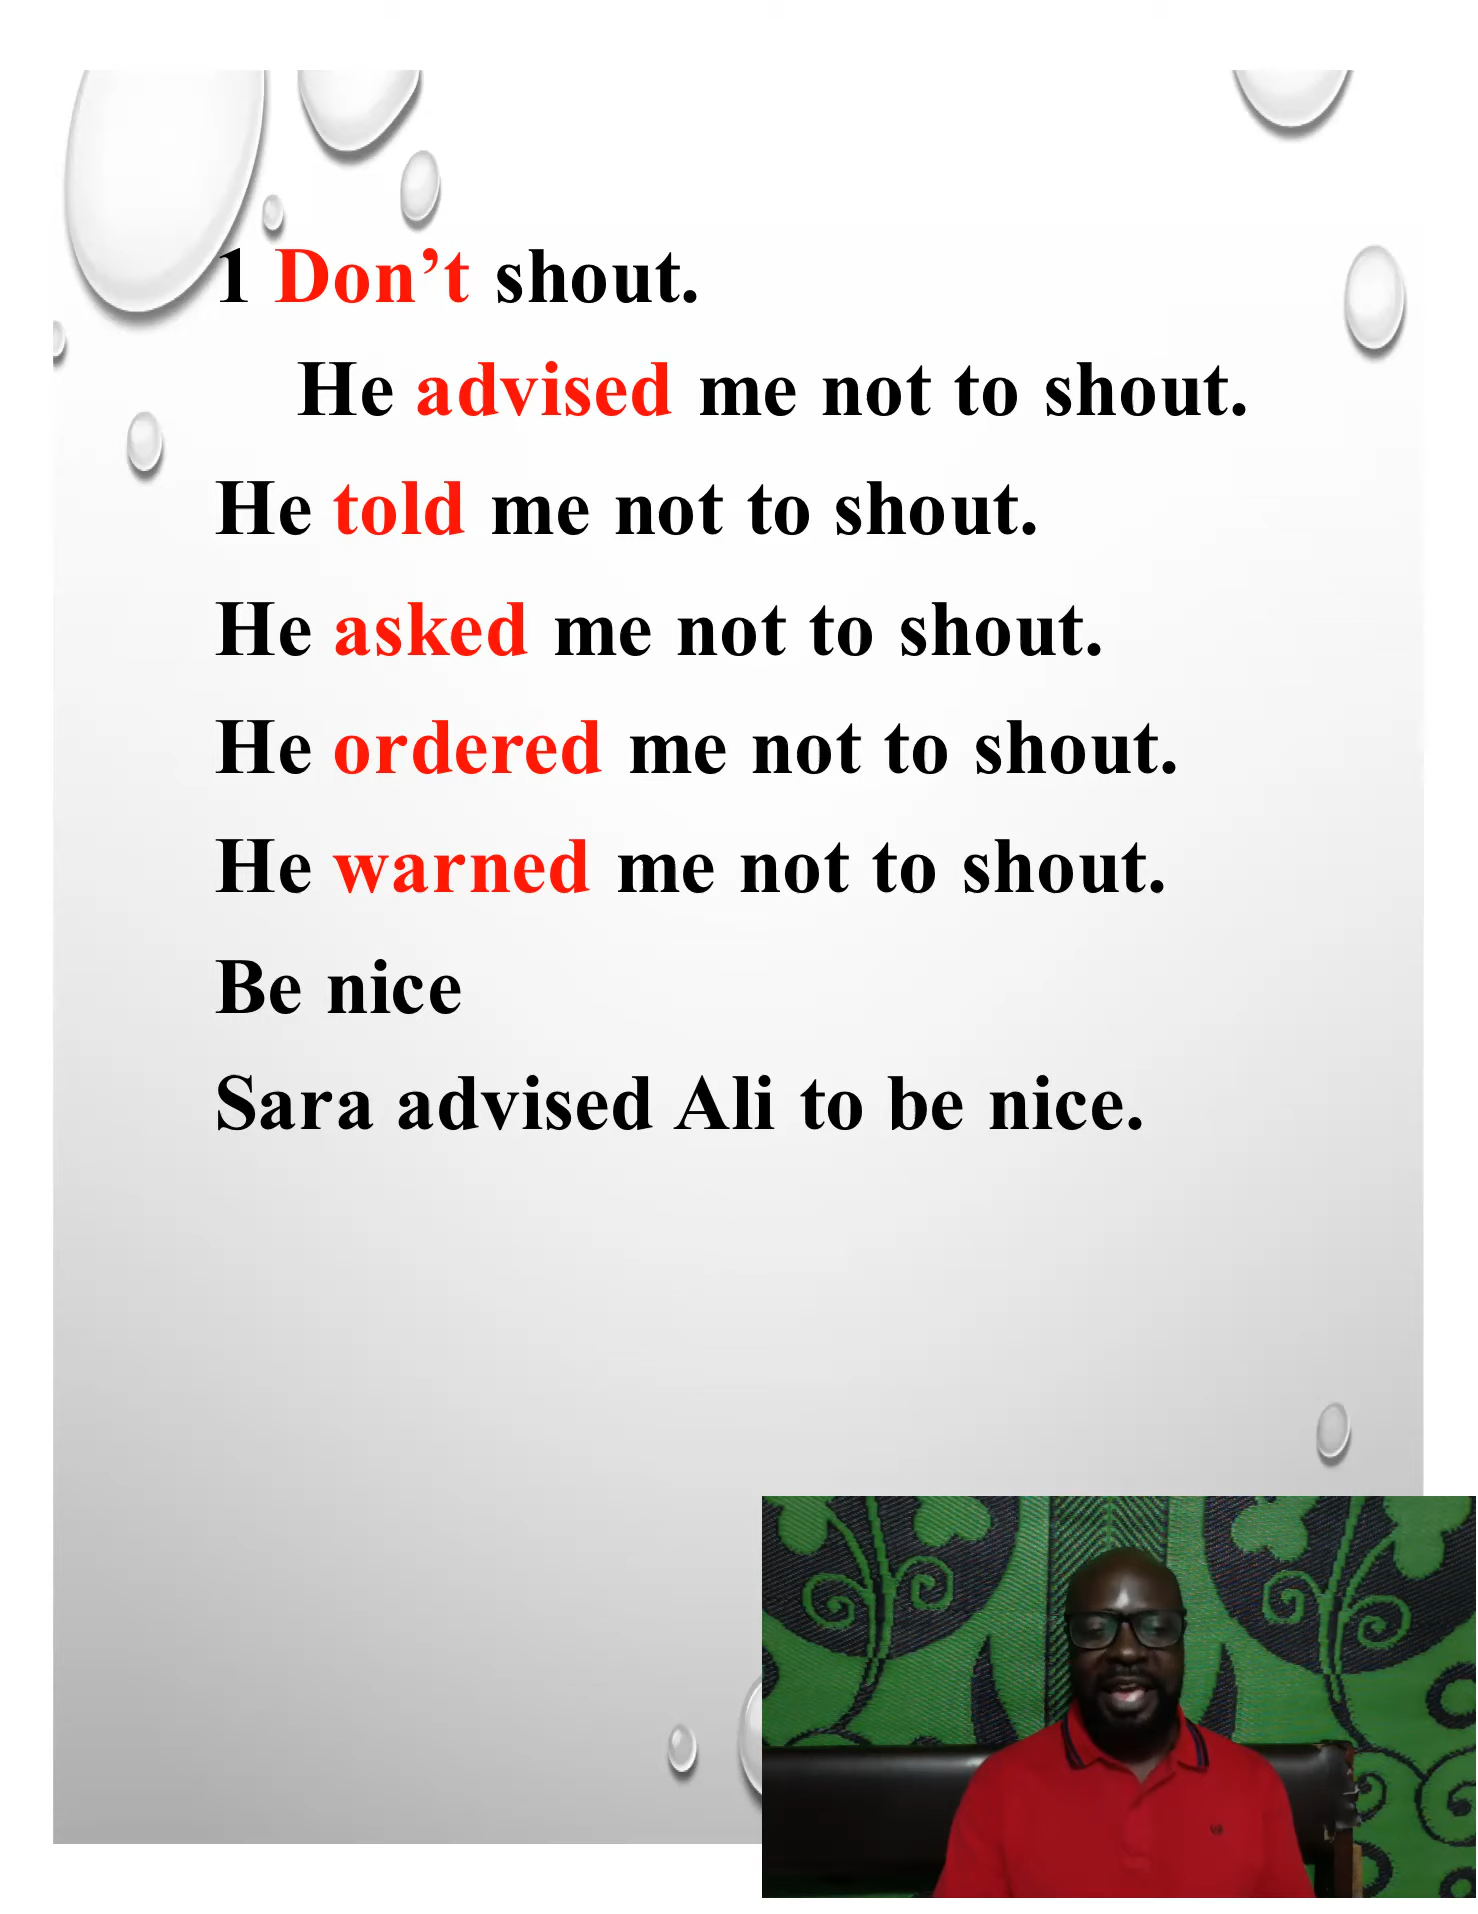 1 Don’t shout.
He advised me not to shout.
He told me not to shout.
He asked me not to shout.
He ordered me not to shout.
He warned me not to shout.
Be nice
Sara advised Ali to be nice.